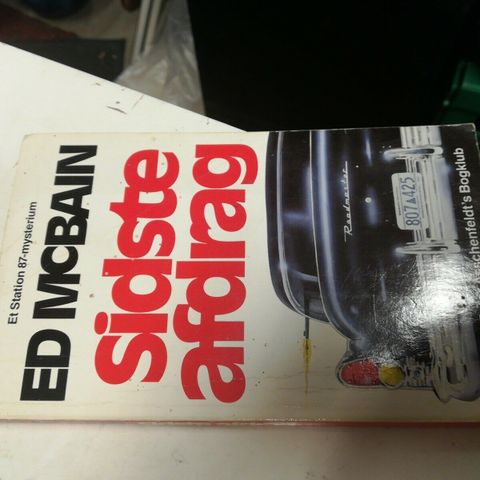 Et Station 87-mysterium
ED MCBAIN
Sidste
afdrag
Roadmaster
807▲425
Bogklub